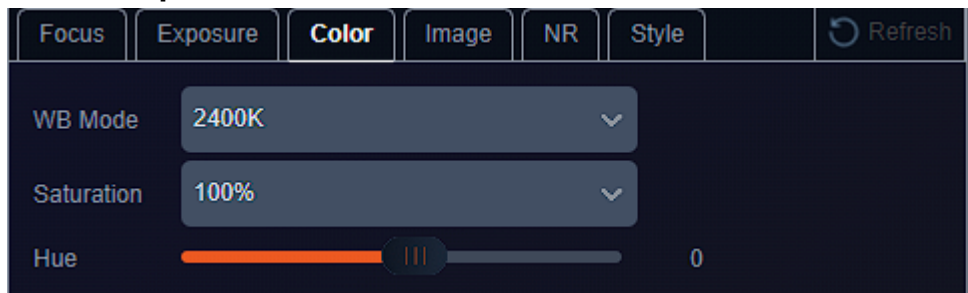 Focus Exposure Color Image NR Style Refresh
WB Mode 2400K
Saturation 100%
Hue 0